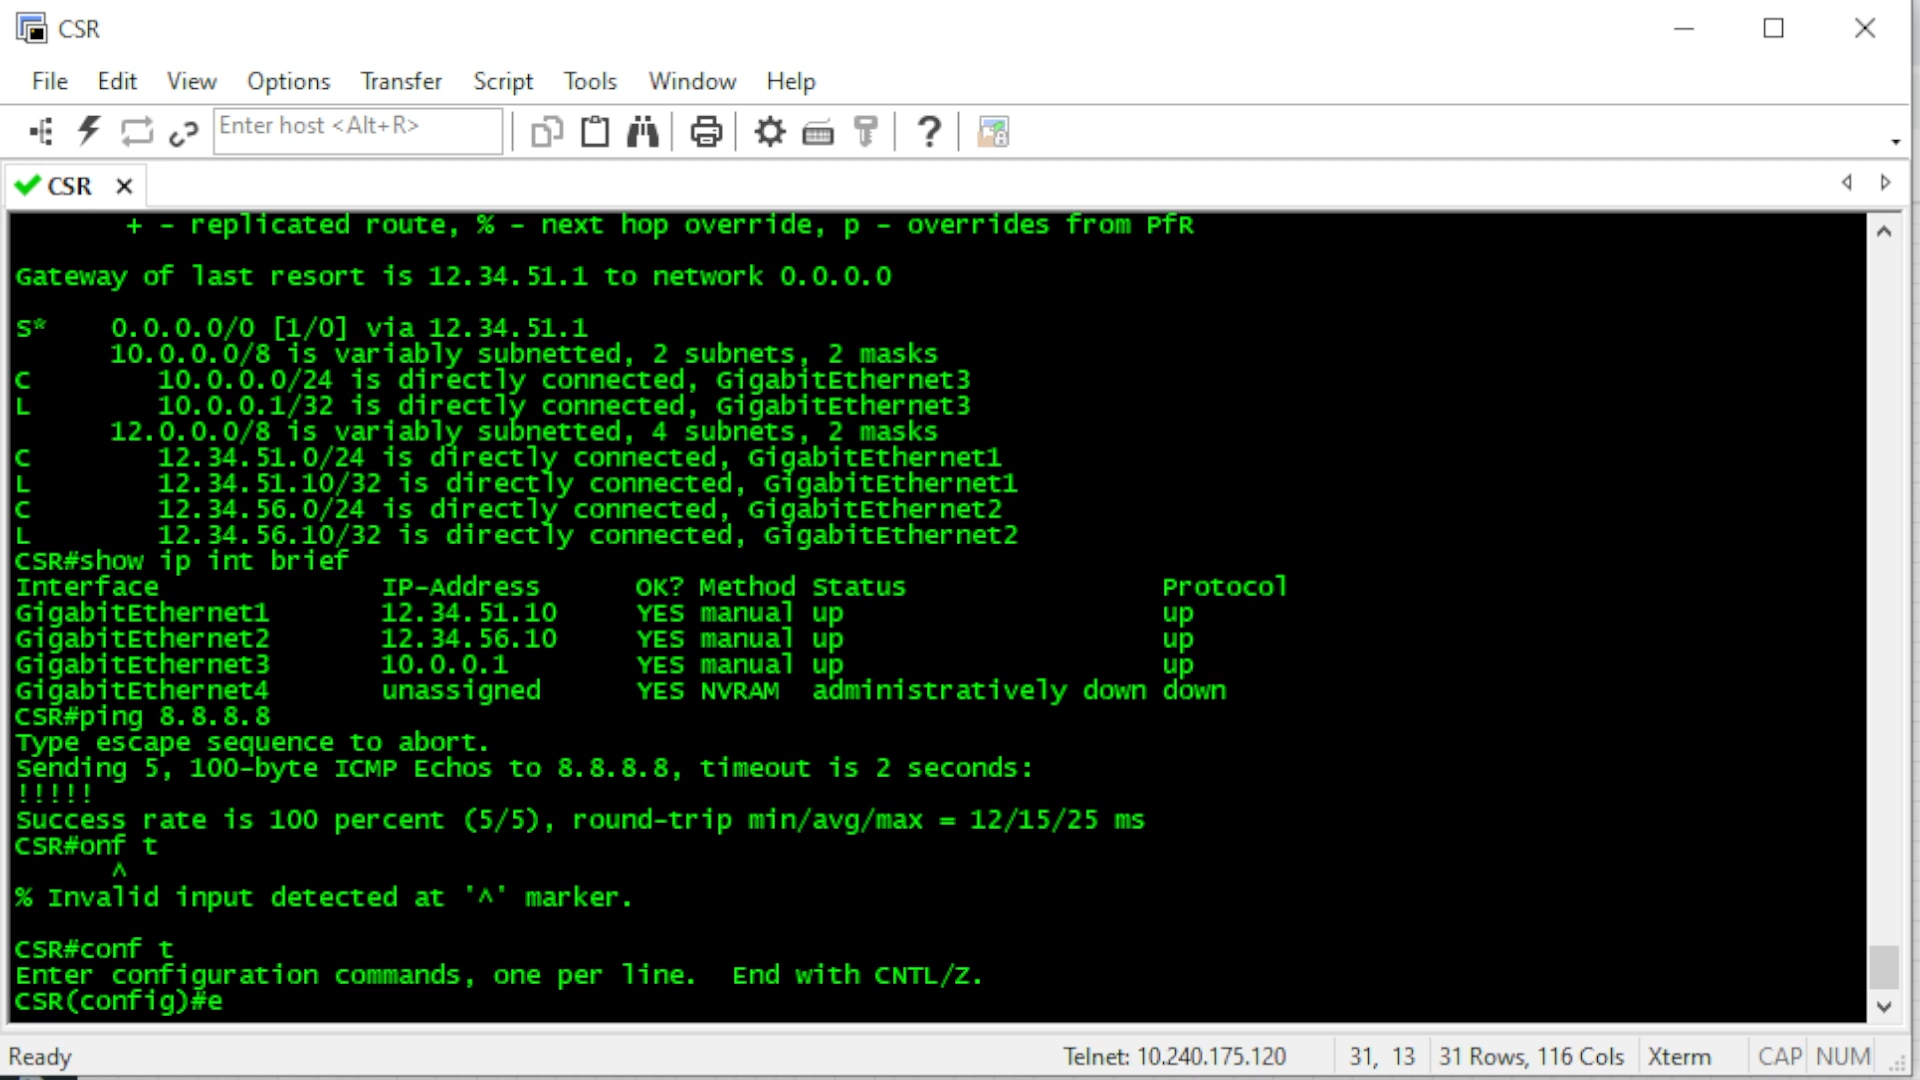 CSR
File Edit View Options Transfer Script Tools Window Help
Enter host <Alt+R>
CSR
+ - replicated route, % - next hop override, p - overrides from PfR
Gateway of last resort is 12.34.51.1 to network 0.0.0.0
S*    0.0.0.0/0 [1/0] via 12.34.51.1
10.0.0.0/8 is variably subnetted, 2 subnets, 2 masks
C        10.0.0.0/24 is directly connected, GigabitEthernet3
L        10.0.0.1/32 is directly connected, GigabitEthernet3
12.0.0.0/8 is variably subnetted, 4 subnets, 2 masks
C        12.34.51.0/24 is directly connected, GigabitEthernet1
L        12.34.51.10/32 is directly connected, GigabitEthernet1
C        12.34.56.0/24 is directly connected, GigabitEthernet2
L        12.34.56.10/32 is directly connected, GigabitEthernet2
CSR#show ip int brief
Interface              IP-Address      OK? Method Status                Protocol
GigabitEthernet1       12.34.51.10     YES manual up                    up
GigabitEthernet2       12.34.56.10     YES manual up                    up
GigabitEthernet3       10.0.0.1        YES manual up                    up
GigabitEthernet4       unassigned      YES NVRAM  administratively down down
CSR#ping 8.8.8.8
Type escape sequence to abort.
Sending 5, 100-byte ICMP Echos to 8.8.8.8, timeout is 2 seconds:
!!!!!
Success rate is 100 percent (5/5), round-trip min/avg/max = 12/15/25 ms
CSR#onf t
^
% Invalid input detected at '^' marker.
CSR#conf t
Enter configuration commands, one per line.  End with CNTL/Z.
CSR(config)#e
Ready Telnet: 10.240.175.120 31, 13 31 Rows, 116 Cols Xterm CAP NUM